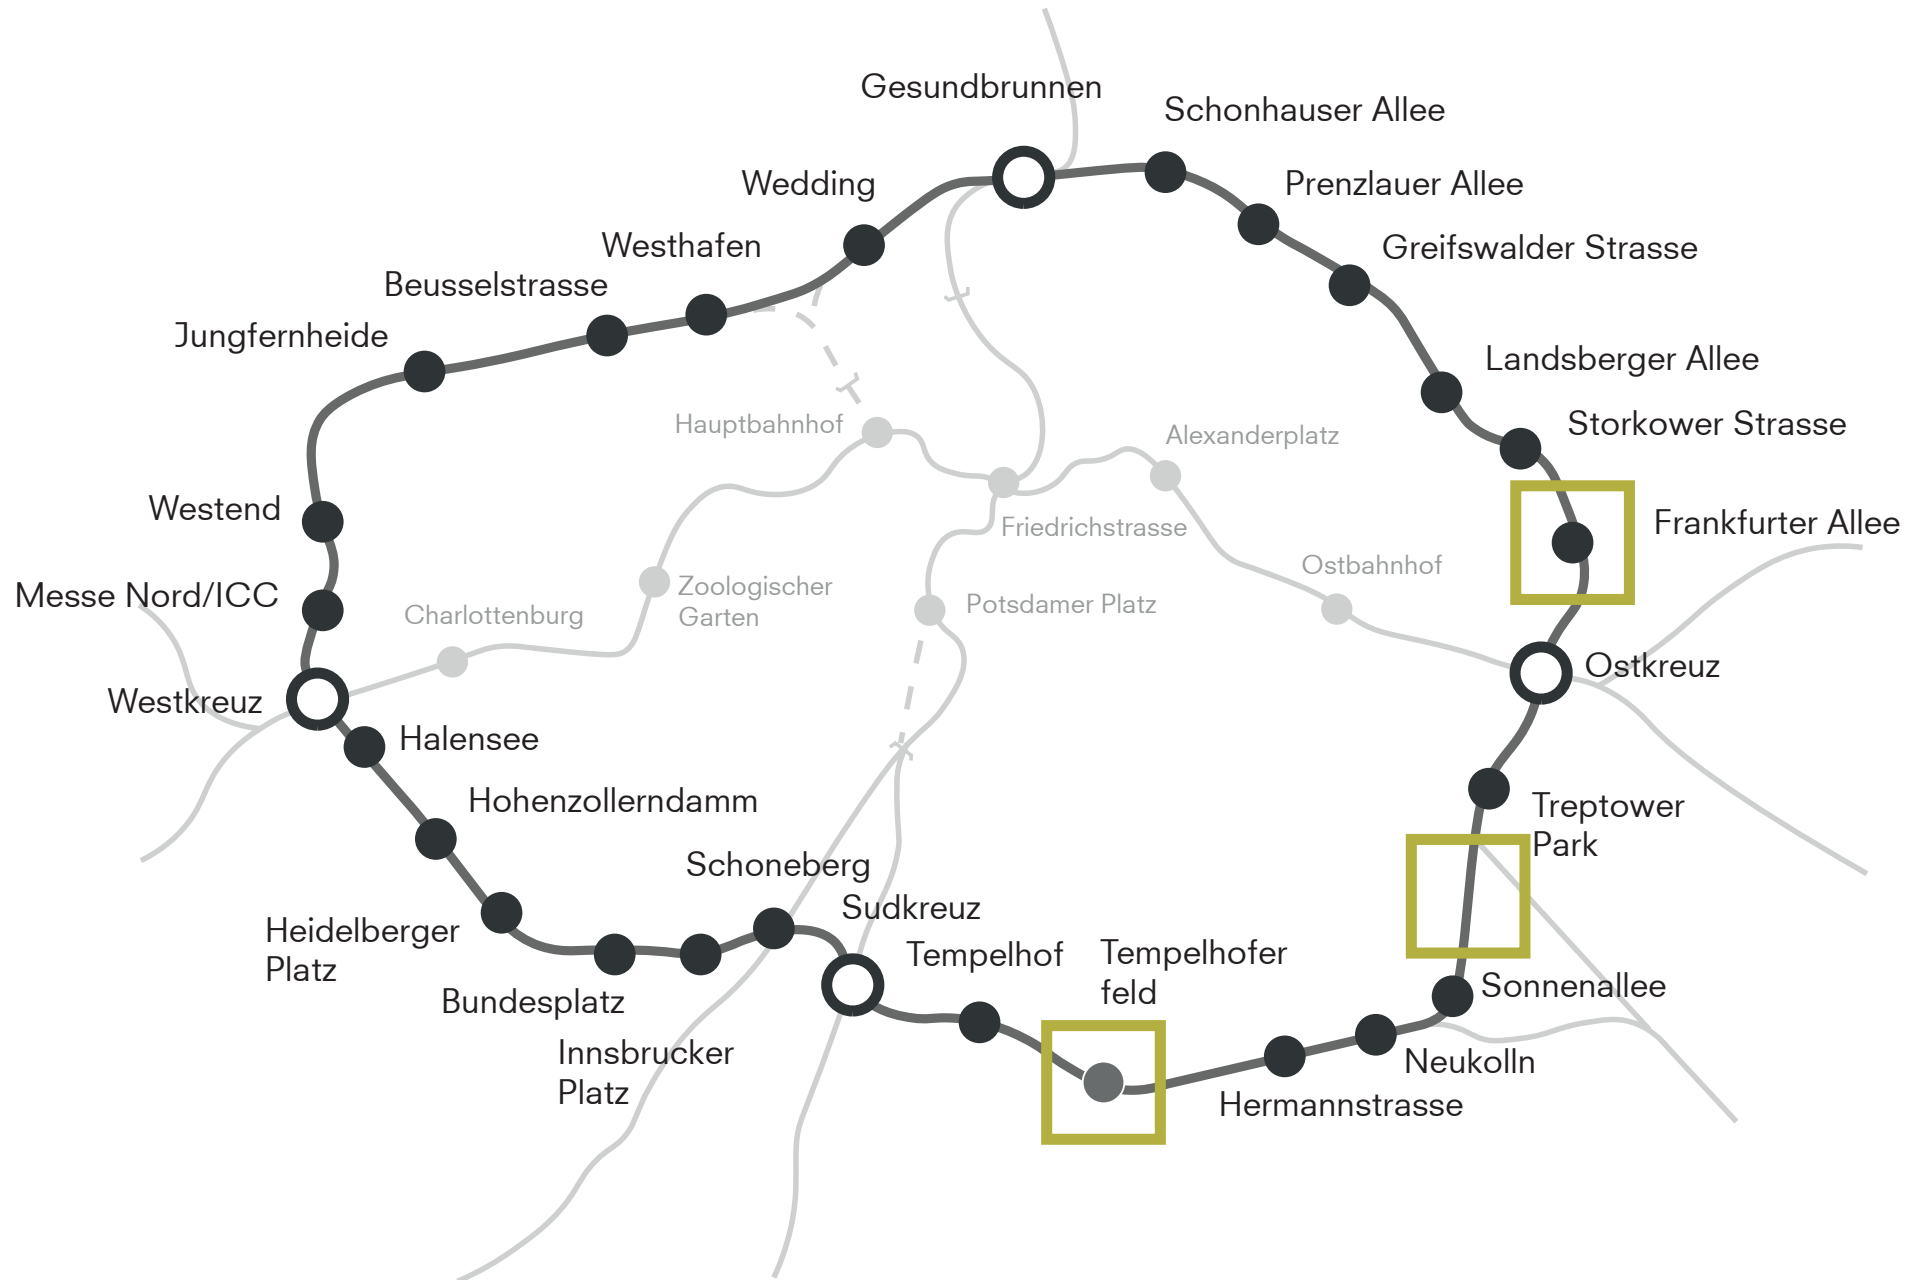 Gesundbrunnen
Schonhauser Allee
Wedding
Prenzlauer Allee
Westhafen
Greifswalder Strasse
Beusselstrasse
Jungfernheide
Landsberger Allee
Hauptbahnhof
Alexanderplatz
Storkower Strasse
Westend
Friedrichstrasse
Frankfurter Allee
Messe Nord/ICC
Charlottenburg
Zoologischer
Garten
Potsdamer Platz
Ostbahnhof
Westkreuz
Ostkreuz
Halensee
Hohenzollerndamm
Treptower
Park
Schoneberg
Sudkreuz
Heidelberger
Platz
Tempelhof
Tempelhofer
feld
Sonnenallee
Bundesplatz
Innsbrucker
Platz
Neukolln
Hermannstrasse